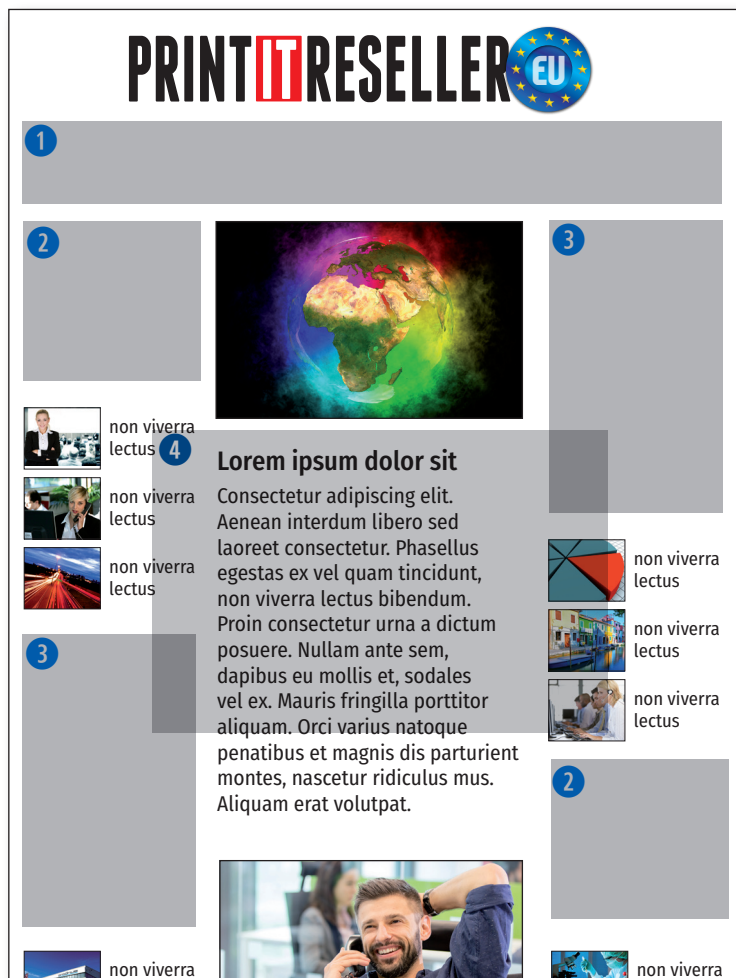 PRINT IT RESELLER EU
1
2
3
non viverra
lectus
non viverra
lectus
non viverra
lectus
4
Lorem ipsum dolor sit
Consectetur adipiscing elit.
Aenean interdum libero sed
laoreet consectetur. Phasellus
egestas ex vel quam tincidunt,
non viverra lectus bibendum.
Proin consectetur urna a dictum
posuere. Nullam ante sem,
dapibus eu mollis et, sodales
vel ex. Mauris fringilla porttitor
aliquam. Orci varius natoque
penatibus et magnis dis parturient
montes, nascetur ridiculus mus.
Aliquam erat volutpat.
non viverra
lectus
non viverra
lectus
non viverra
lectus
3
2
non viverra
non viverra